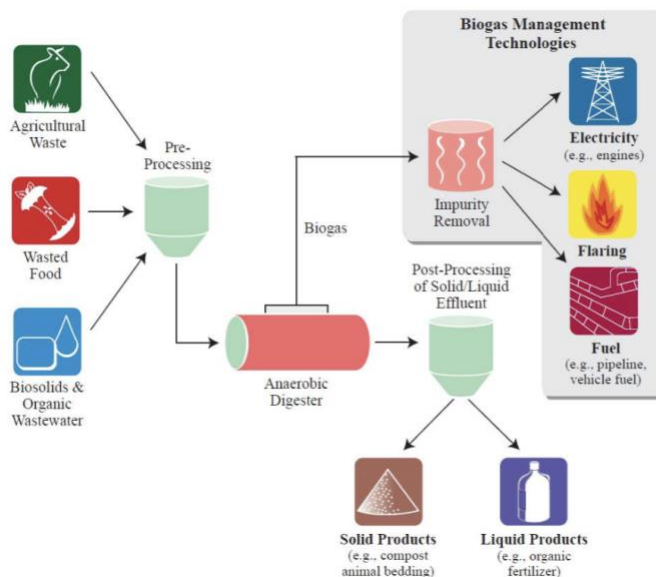 Biogas Management
Technologies
Agricultural
Waste
Pre-
Processing
Electricity
(e.g., engines)
Wasted
Food
Biogas
Impurity
Removal
Flaring
Post-Processing
of Solid/Liquid
Effluent
Biosolids &
Organic
Wastewater
Anaerobic
Digester
Fuel
(e.g., pipeline,
vehicle fuel)
Solid Products
(e.g., compost
animal bedding)
Liquid Products
(e.g., organic
fertilizer)